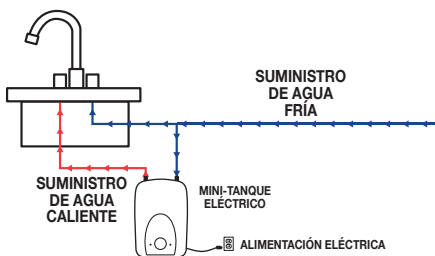 SUMINISTRO
DE AGUA
FRÍA
SUMINISTRO
DE AGUA
CALIENTE
MINI-TANQUE
ELÉCTRICO
ALIMENTACIÓN ELÉCTRICA